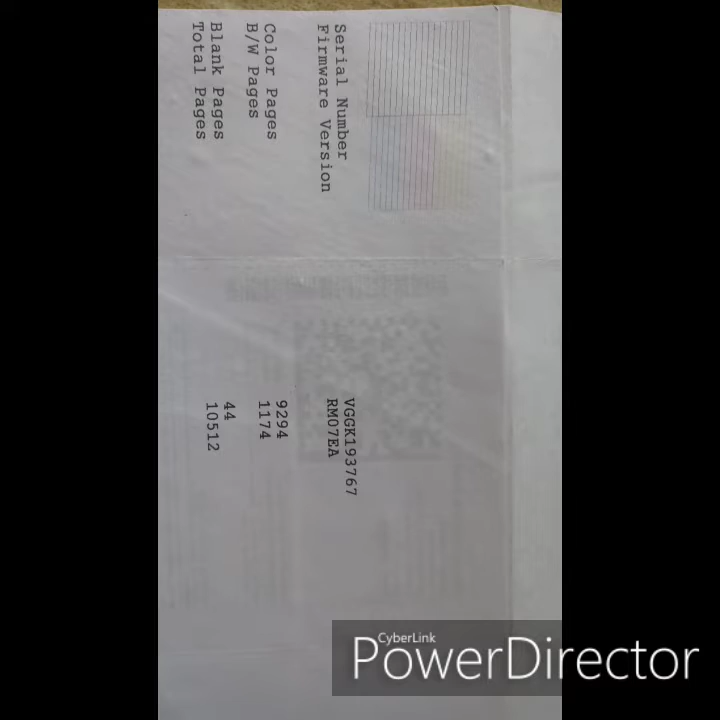 Serial Number VGGK193767
Firmware Version RM07EA
Color Pages 9294
B/W Pages 1174
Blank Pages 44
Total Pages 10512
CyberLink
PowerDirector